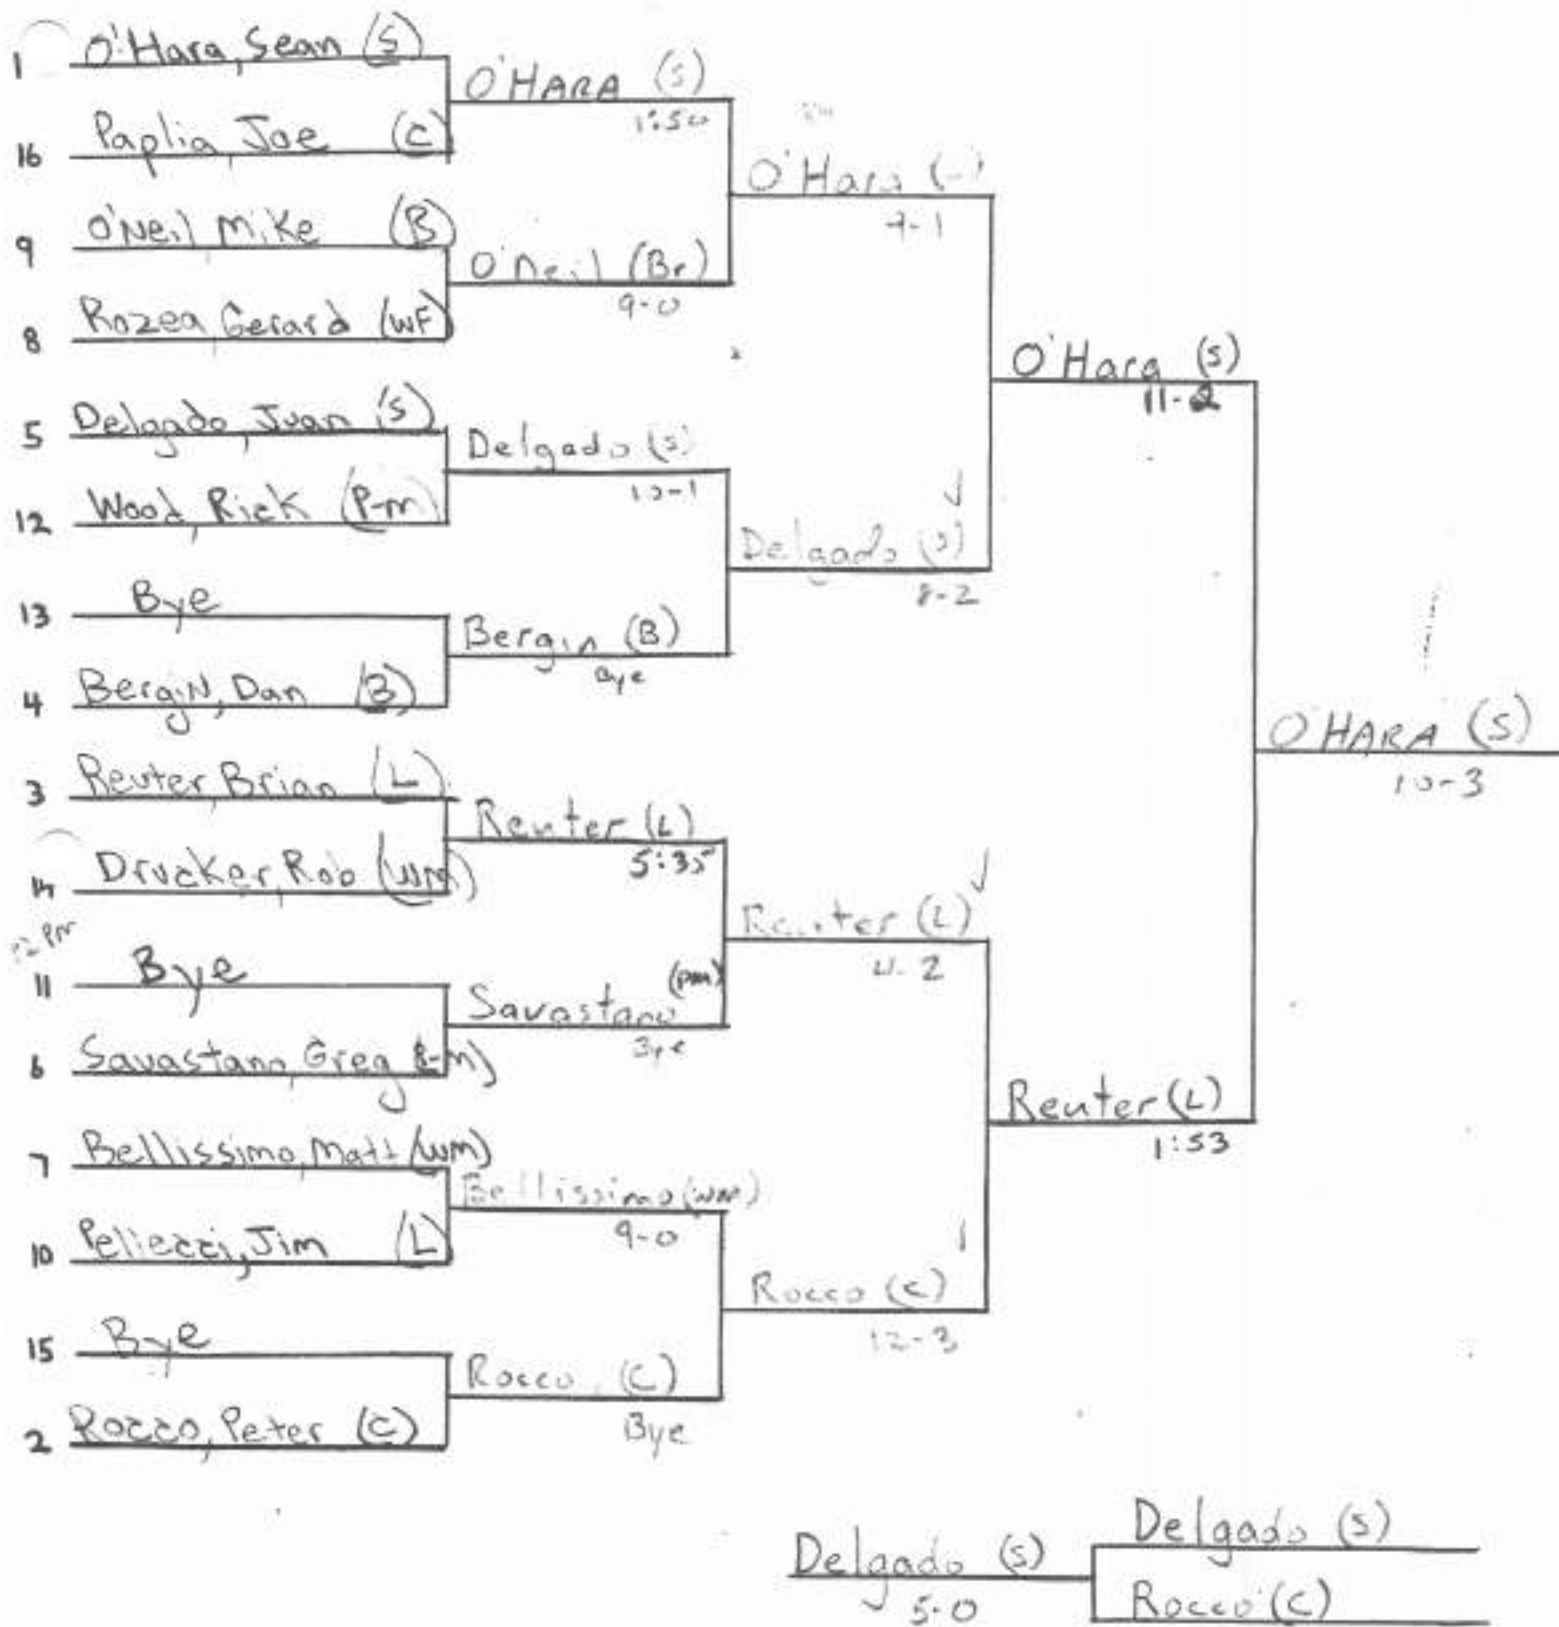 1 O'Hara, Sean (S)
O'HARA (S)
1:50
16 Paplia, Joe (C)
O'Hara
9 O'Neil, Mike (B)
O'Neil (Br)
9-0
8 Rozea, Gerard (WF)
O'Hara (S)
11-2
5 Delgado, Juan (S)
Delgado (S)
10-1
12 Wood, Rick (P-M)
Delgado (S)
8-2
13 Bye
Bergin (B)
Bye
4 Bergin, Dan (B)
O'HARA (S)
10-3
3 Reuter, Brian (L)
Reuter (L)
5:35
14 Drucker, Rob (WM)
Reuter (L)
4-2
11 Bye
Savastano (PM)
Bye
6 Savastano, Greg (P-M)
Reuter (L)
1:53
7 Bellissimo, Matt (WM)
Bellissimo (WM)
9-0
10 Peliezzi, Jim (L)
Rocco (C)
12-3
15 Bye
Rocco (C)
Bye
2 Rocco, Peter (C)
Delgado (S)
Delgado (S)
5-0
Rocco (C)